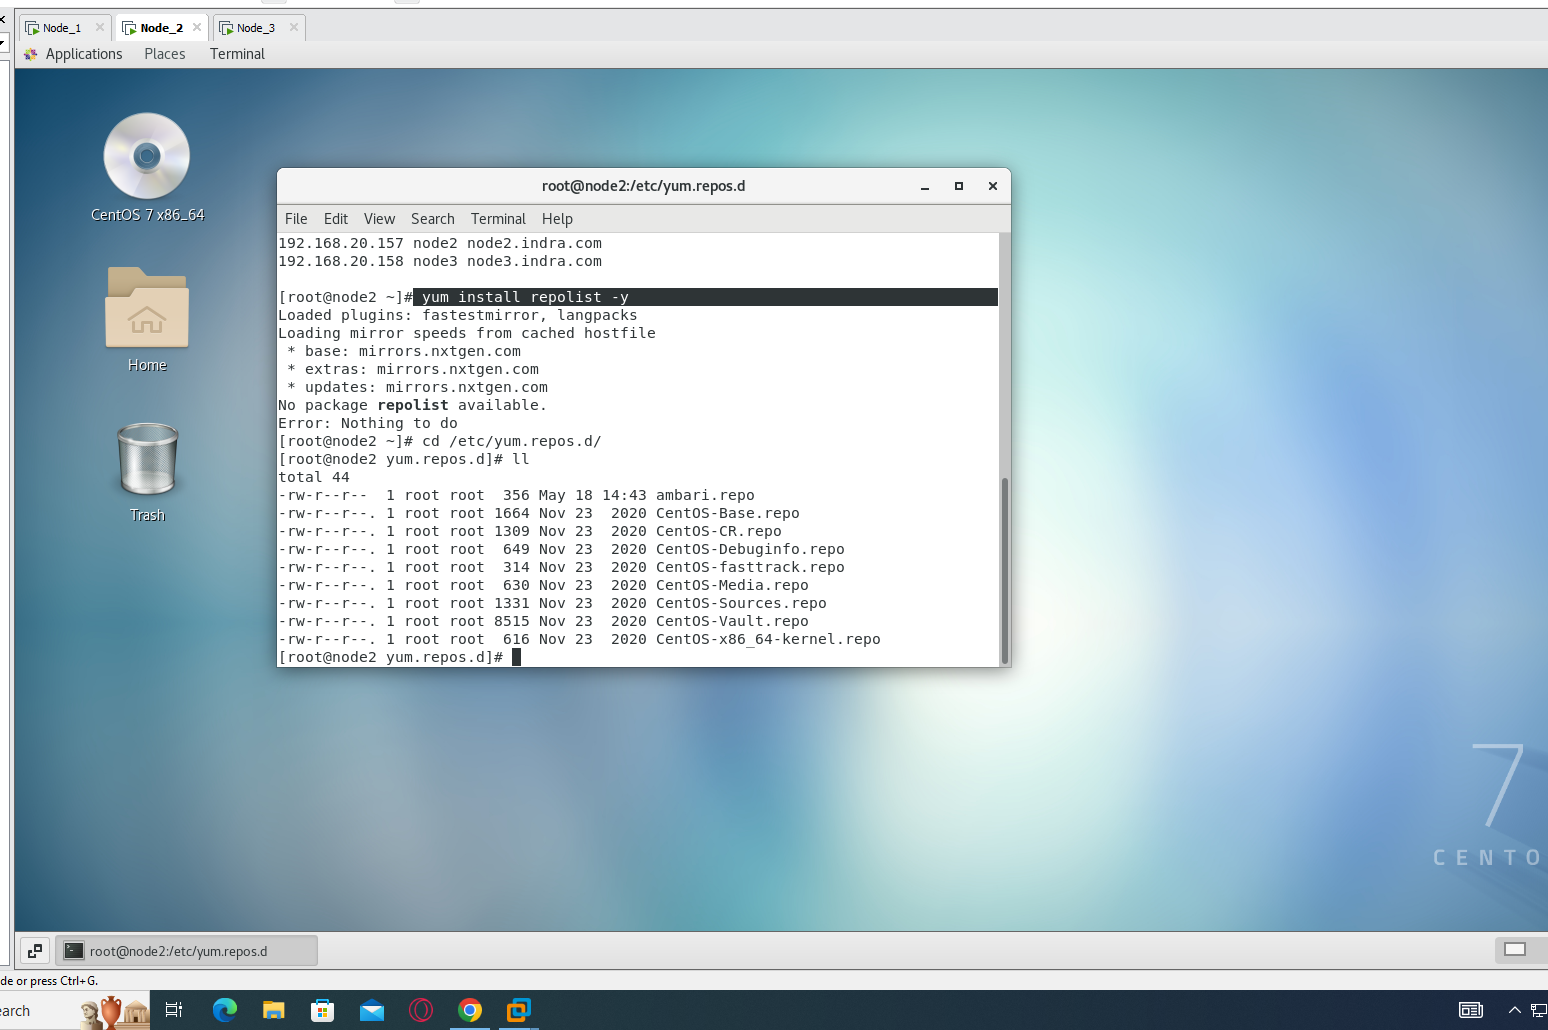 Node_1
Node_2
Node_3
Applications Places Terminal
CentOS 7 x86_64
Home
Trash
root@node2:/etc/yum.repos.d
File Edit View Search Terminal Help
192.168.20.157 node2 node2.indra.com
192.168.20.158 node3 node3.indra.com
[root@node2 ~]# yum install repolist -y
Loaded plugins: fastestmirror, langpacks
Loading mirror speeds from cached hostfile
 * base: mirrors.nxtgen.com
 * extras: mirrors.nxtgen.com
 * updates: mirrors.nxtgen.com
No package repolist available.
Error: Nothing to do
[root@node2 ~]# cd /etc/yum.repos.d/
[root@node2 yum.repos.d]# ll
total 44
-rw-r--r--  1 root root  356 May 18 14:43 ambari.repo
-rw-r--r--. 1 root root 1664 Nov 23  2020 CentOS-Base.repo
-rw-r--r--. 1 root root 1309 Nov 23  2020 CentOS-CR.repo
-rw-r--r--. 1 root root  649 Nov 23  2020 CentOS-Debuginfo.repo
-rw-r--r--. 1 root root  314 Nov 23  2020 CentOS-fasttrack.repo
-rw-r--r--. 1 root root  630 Nov 23  2020 CentOS-Media.repo
-rw-r--r--. 1 root root 1331 Nov 23  2020 CentOS-Sources.repo
-rw-r--r--. 1 root root 8515 Nov 23  2020 CentOS-Vault.repo
-rw-r--r--. 1 root root  616 Nov 23  2020 CentOS-x86_64-kernel.repo
[root@node2 yum.repos.d]#
7
CENTO
root@node2:/etc/yum.repos.d
de or press Ctrl+G.
earch